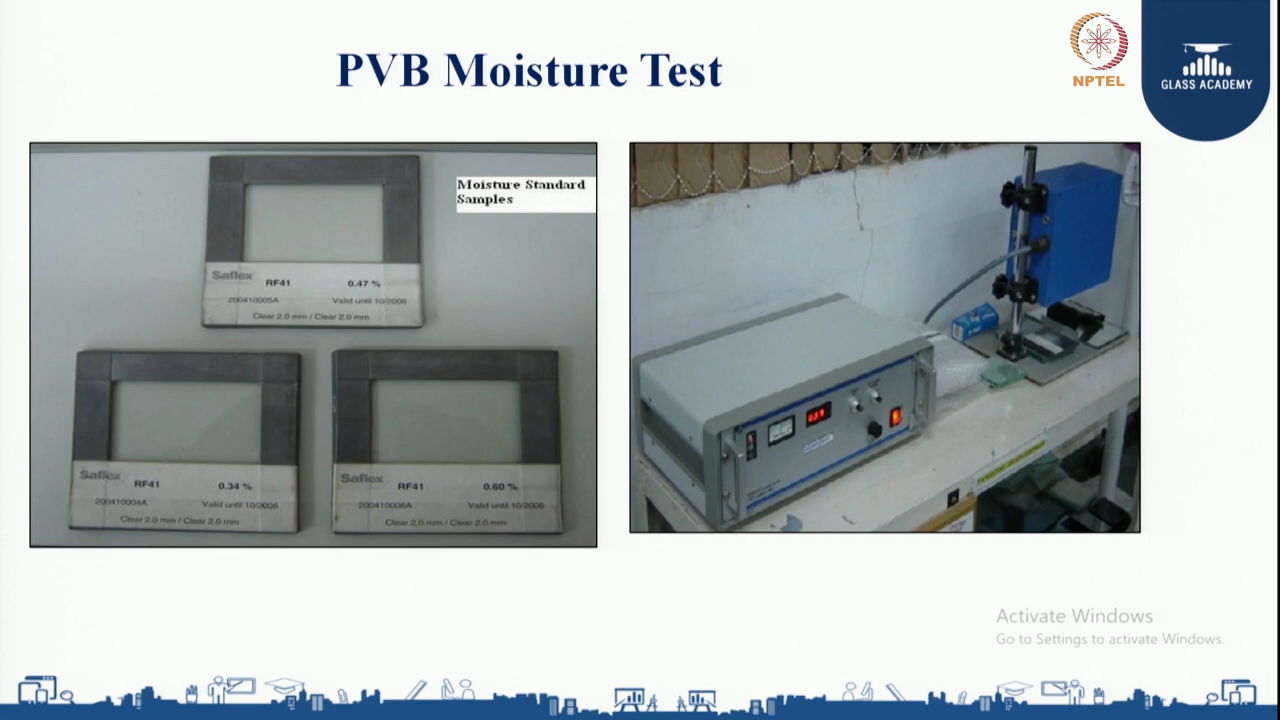 PVB Moisture Test
NPTEL
GLASS ACADEMY
Moisture Standard
Samples
Saflex RF41 0.47 %
200410005A Valid until 10/2006
Clear 2.0 mm / Clear 2.0 mm
Saflex RF41 0.34 %
200410004A Valid until 10/2006
Clear 2.0 mm / Clear 2.0 mm
Saflex RF41 0.60 %
200410006A Valid until 10/2006
Clear 2.0 mm / Clear 2.0 mm
Activate Windows
Go to Settings to activate Windows.